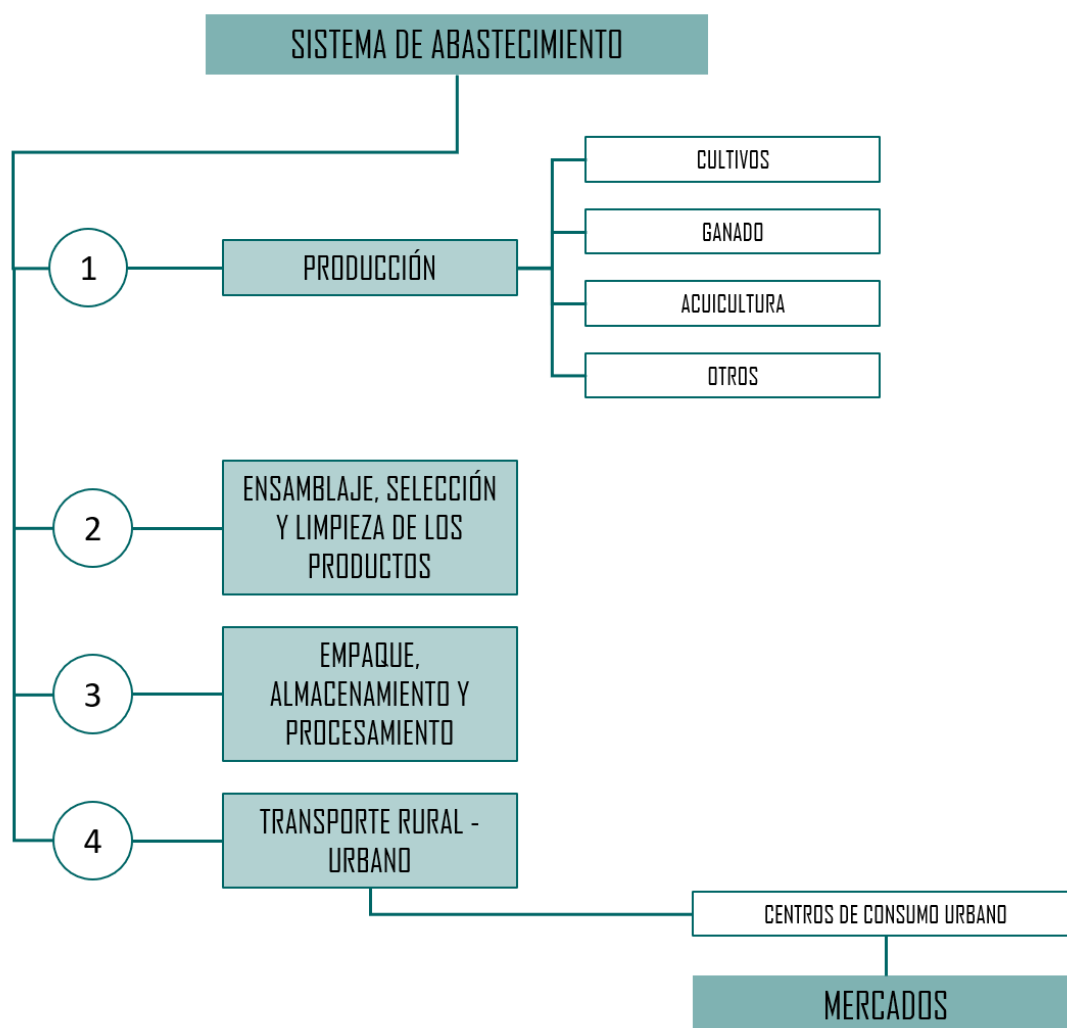 SISTEMA DE ABASTECIMIENTO
CULTIVOS
GANADO
1
PRODUCCIÓN
ACUICULTURA
OTROS
2
ENSAMBLAJE, SELECCIÓN
Y LIMPIEZA DE LOS
PRODUCTOS
3
EMPAQUE,
ALMACENAMIENTO Y
PROCESAMIENTO
4
TRANSPORTE RURAL -
URBANO
CENTROS DE CONSUMO URBANO
MERCADOS